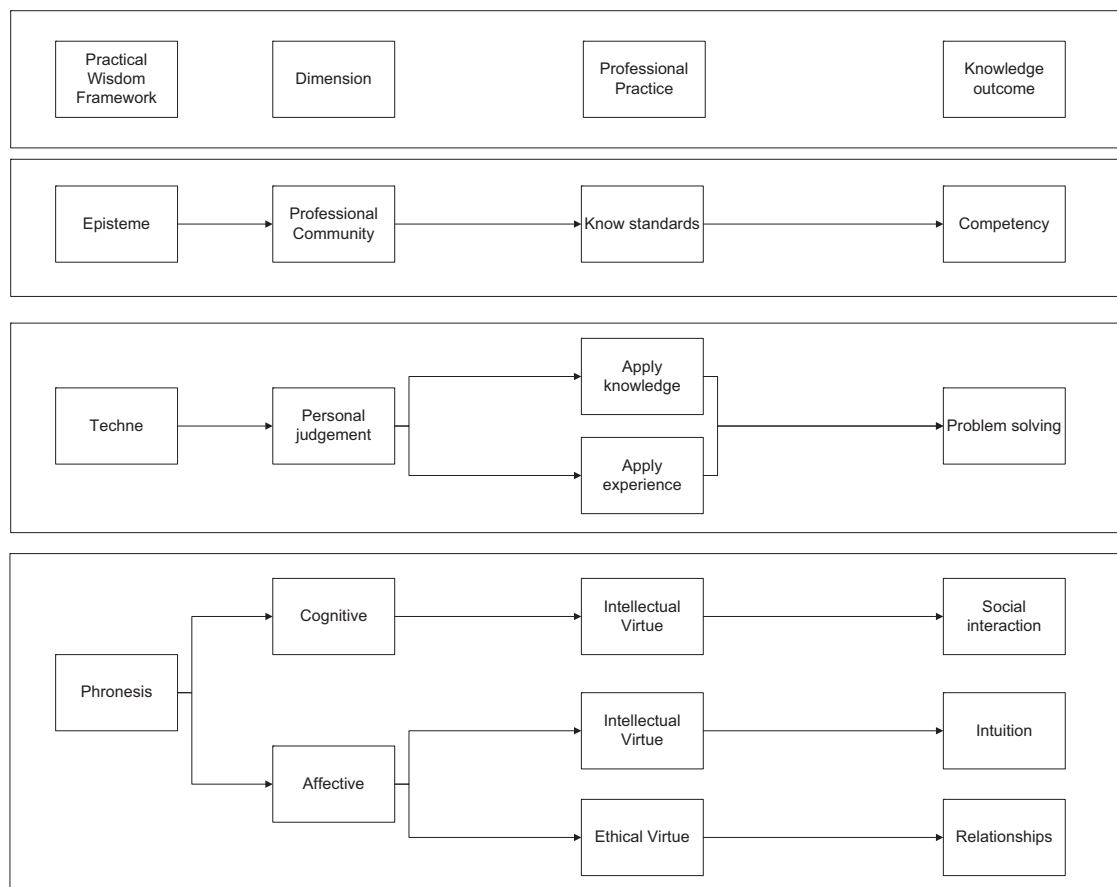 Practical
Wisdom
Framework
Dimension
Professional
Practice
Knowledge
outcome
Episteme
Professional
Community
Know standards
Competency
Techne
Personal
judgement
Apply
knowledge
Apply
experience
Problem solving
Phronesis
Cognitive
Intellectual
Virtue
Social
interaction
Affective
Intellectual
Virtue
Intuition
Ethical Virtue
Relationships